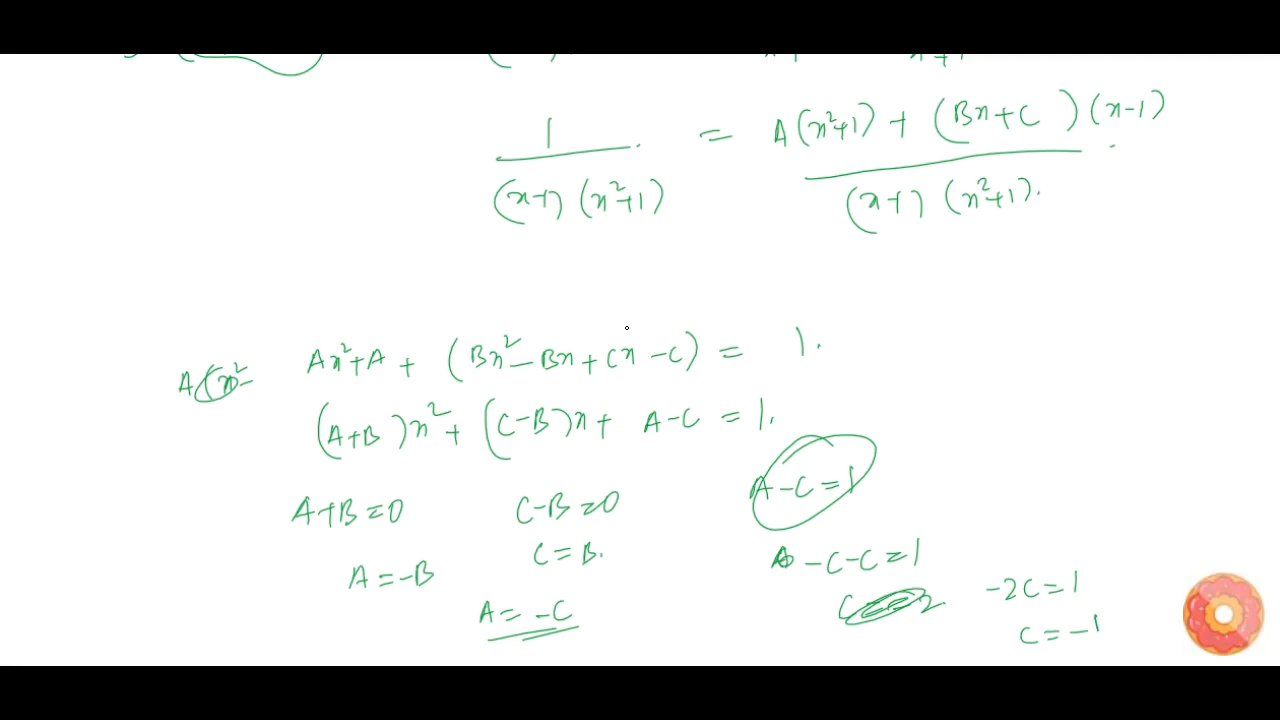 1 / (x-1) (x²+1) = A(x²+1) + (Bx+C) (x-1) / (x-1) (x²+1).
A(x² -
Ax²+A + (Bx² - Bx + Cx - C) = 1.
(A+B)x² + (C-B)x + A-C = 1.
A-C=1
A+B=0 C-B=0
A=-B C=B. -C-C=1
A=-C -2C=1
C=-1